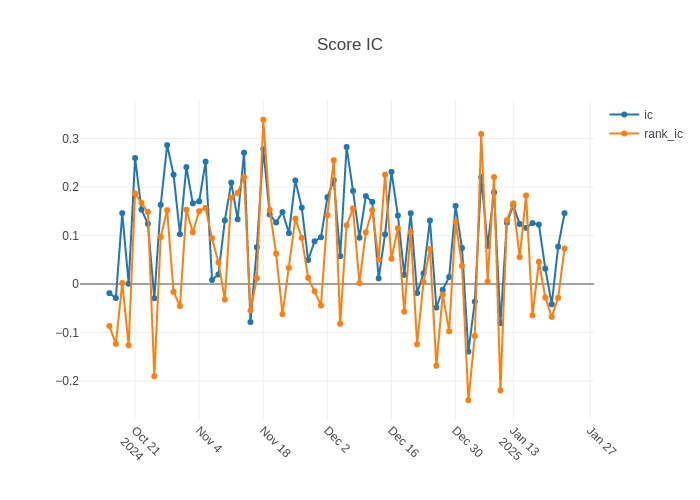 Score IC
ic
rank_ic
0.3
0.2
0.1
0
−0.1
−0.2
Oct 21
2024
Nov 4
Nov 18
Dec 2
Dec 16
Dec 30
Jan 13
2025
Jan 27